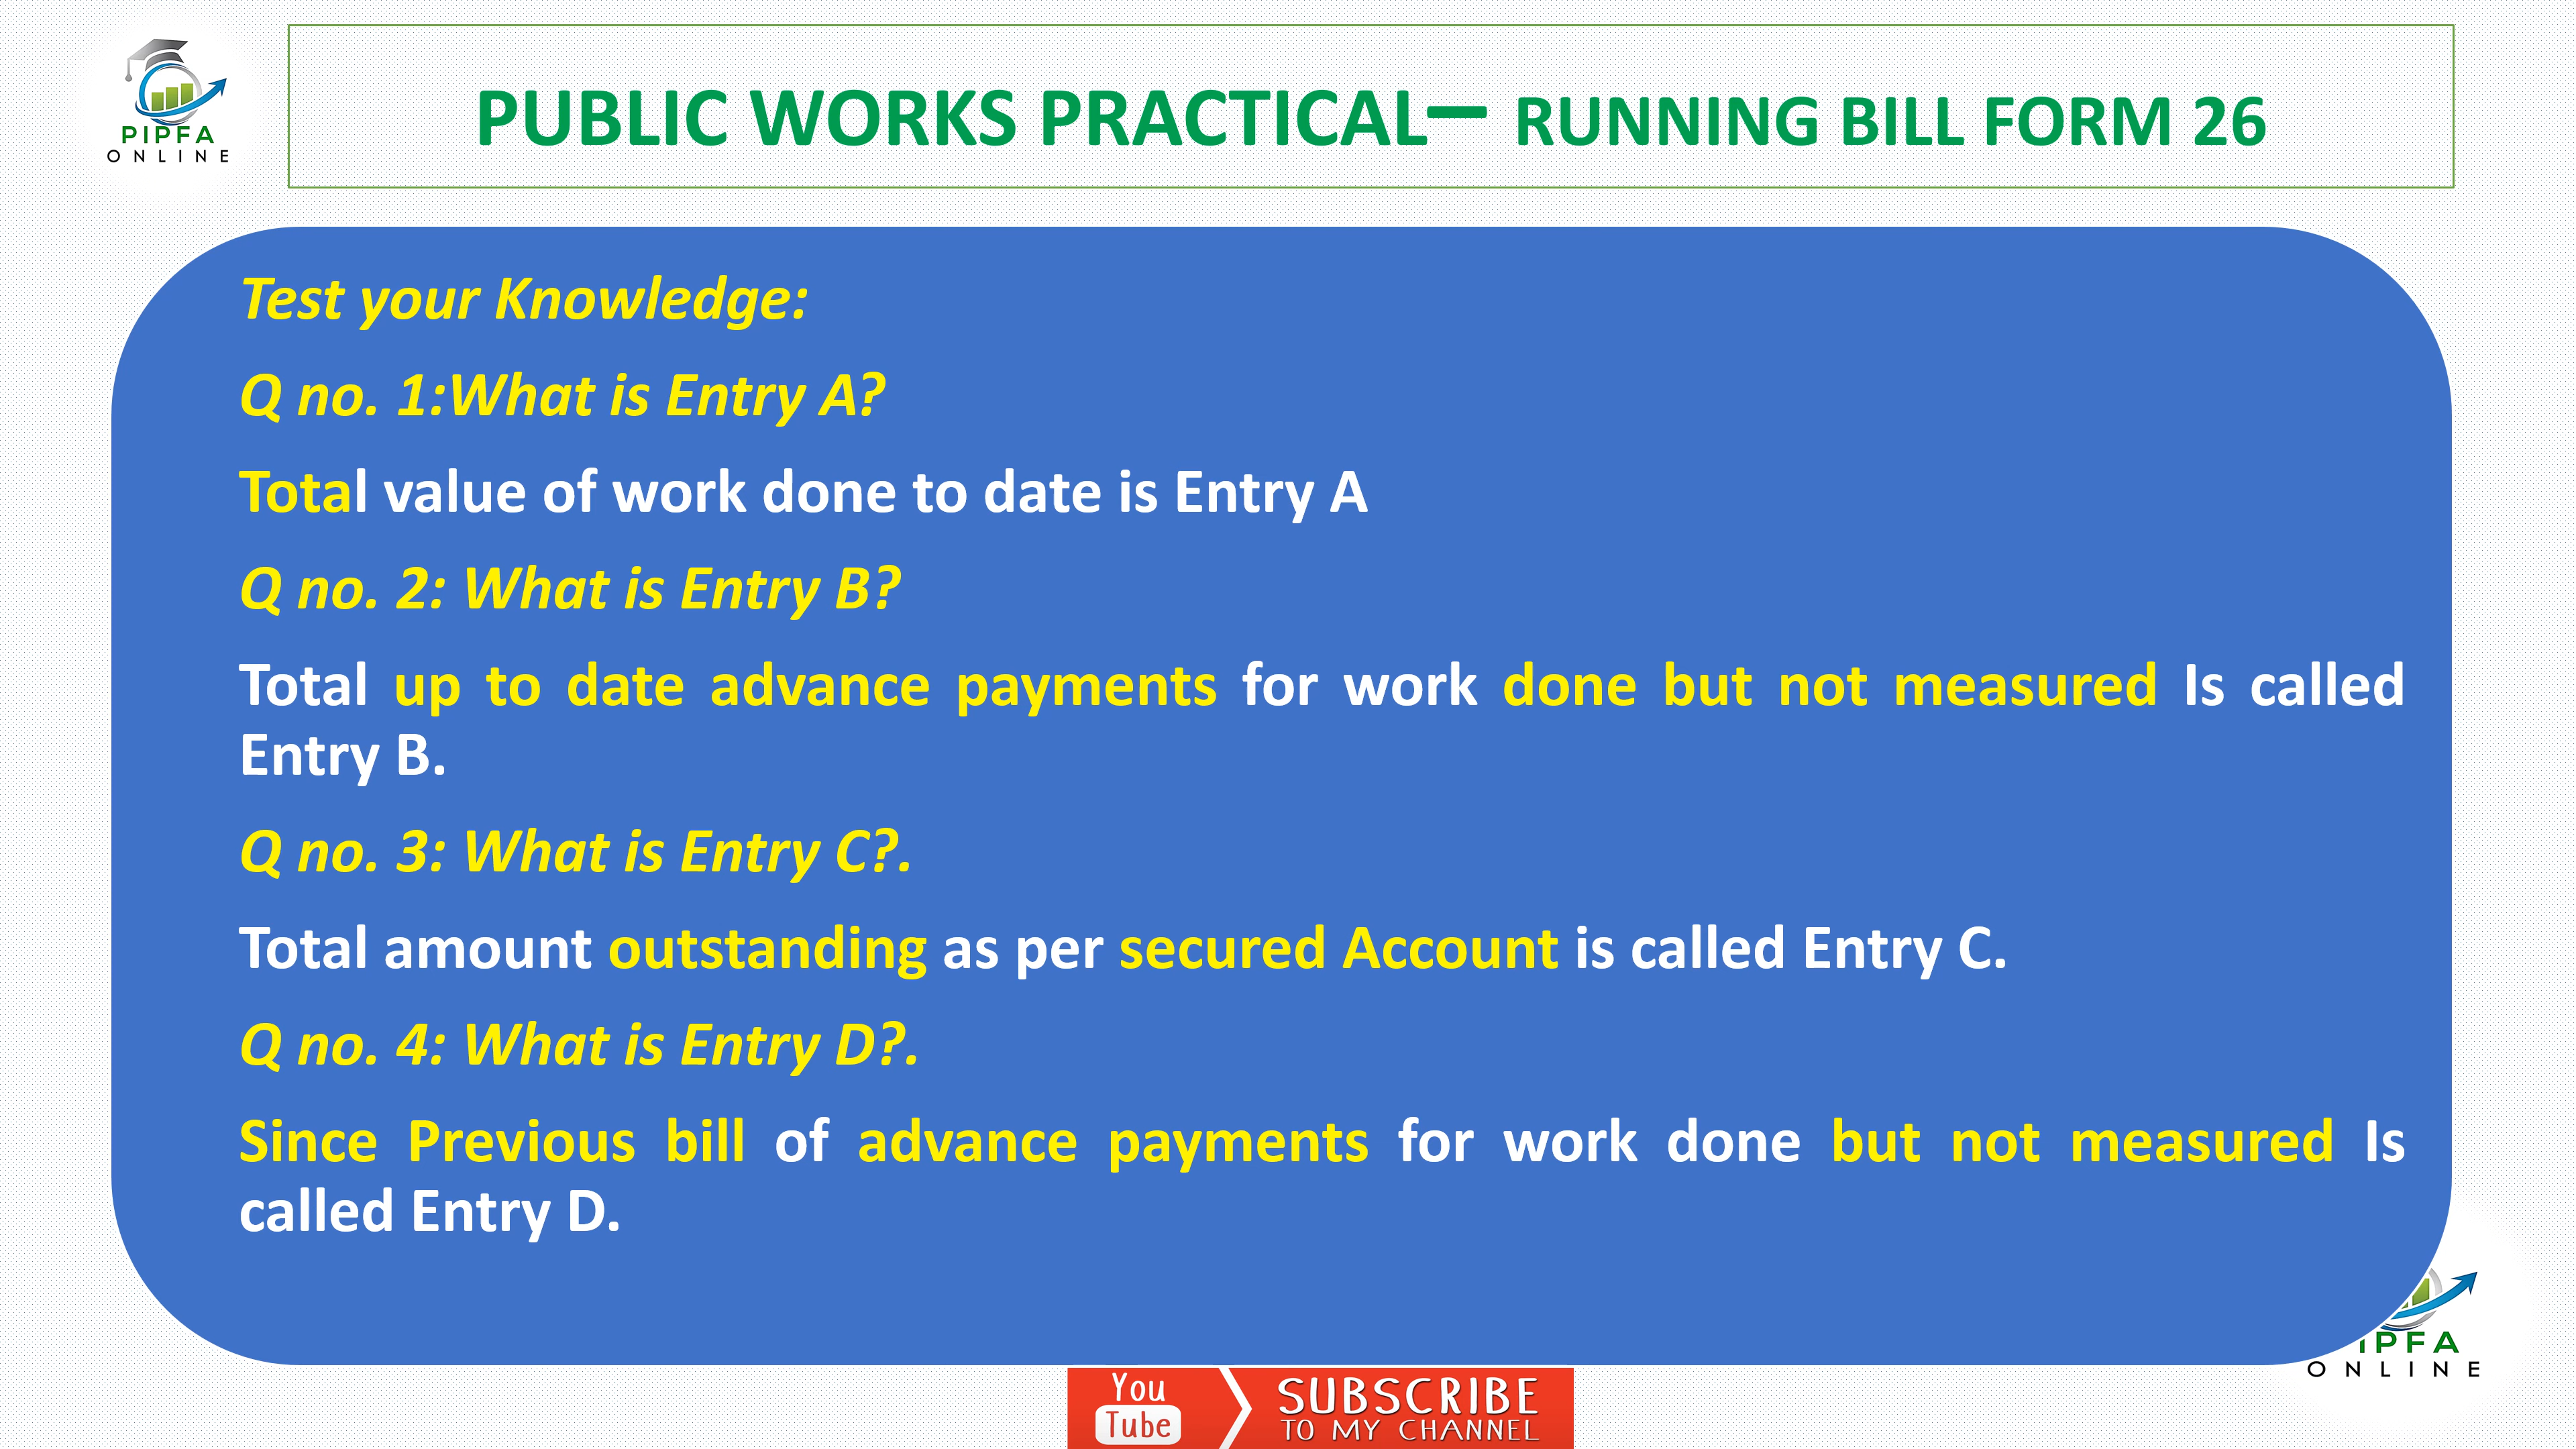 PIPFA
ONLINE
PUBLIC WORKS PRACTICAL– RUNNING BILL FORM 26
Test your Knowledge:
Q no. 1:What is Entry A?
Total value of work done to date is Entry A
Q no. 2: What is Entry B?
Total up to date advance payments for work done but not measured Is called
Entry B.
Q no. 3: What is Entry C?.
Total amount outstanding as per secured Account is called Entry C.
Q no. 4: What is Entry D?.
Since Previous bill of advance payments for work done but not measured Is
called Entry D.
IPFA
ONLINE
You
Tube
SUBSCRIBE
TO MY CHANNEL